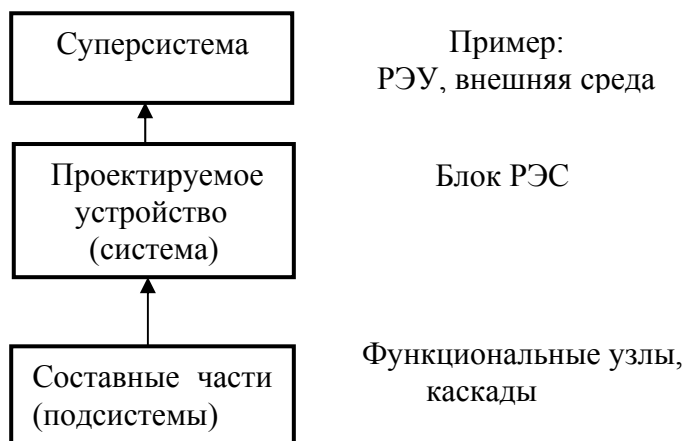 Суперсистема
Пример:
РЭУ, внешняя среда
Проектируемое
устройство
(система)
Блок РЭС
Составные части
(подсистемы)
Функциональные узлы,
каскады